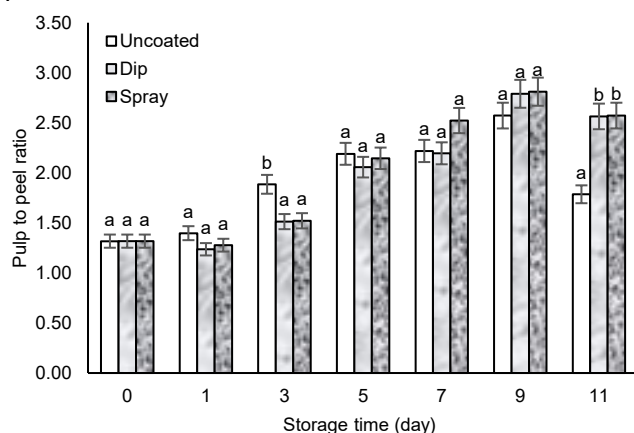 3.50
Uncoated
3.00
Dip
a a
a
Spray
a
b b
2.50
a
a a
a a
a
2.00
b
a
Pulp to peel ratio
a a
1.50
a a a
a
a a
1.00
0.50
0.00
0 1 3 5 7 9 11
Storage time (day)